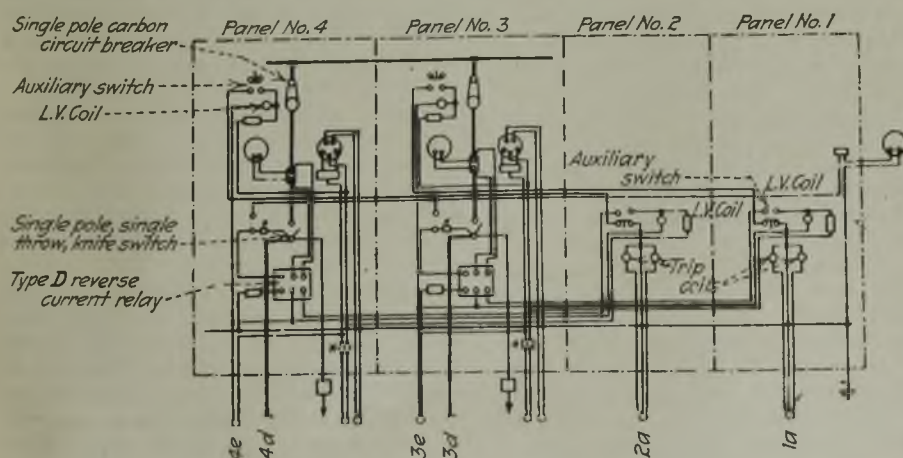 Panel No. 4
Panel No. 3
Panel No. 2
Panel No. 1
Single pole carbon
circuit breaker
Auxiliary switch
L.V. Coil
Auxiliary
switch
L.V. Coil
L.V. Coil
Single pole, single
throw, knife switch
Trip
coils
Type D reverse
current relay
4e
4d
3e
3d
2a
1a